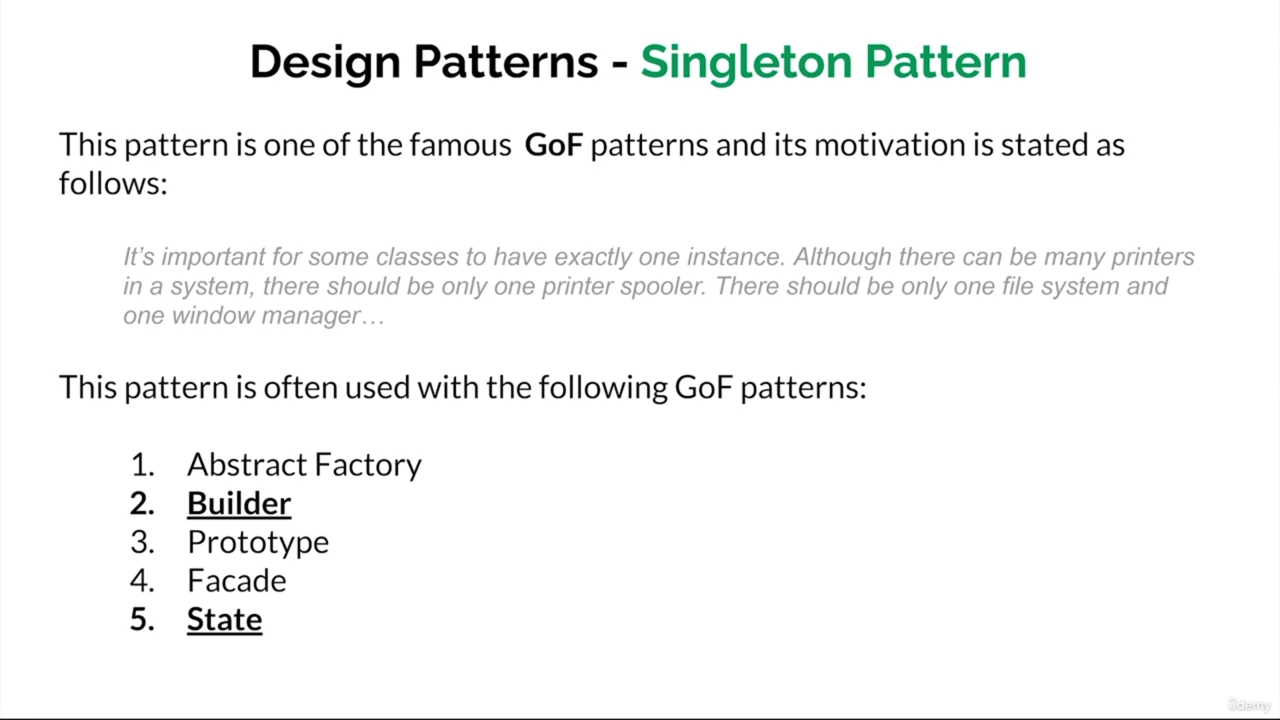 Design Patterns - Singleton Pattern
This pattern is one of the famous GoF patterns and its motivation is stated as
follows:
It's important for some classes to have exactly one instance. Although there can be many printers
in a system, there should be only one printer spooler. There should be only one file system and
one window manager…
This pattern is often used with the following GoF patterns:
1. Abstract Factory
2. Builder
3. Prototype
4. Facade
5. State
ûdemy